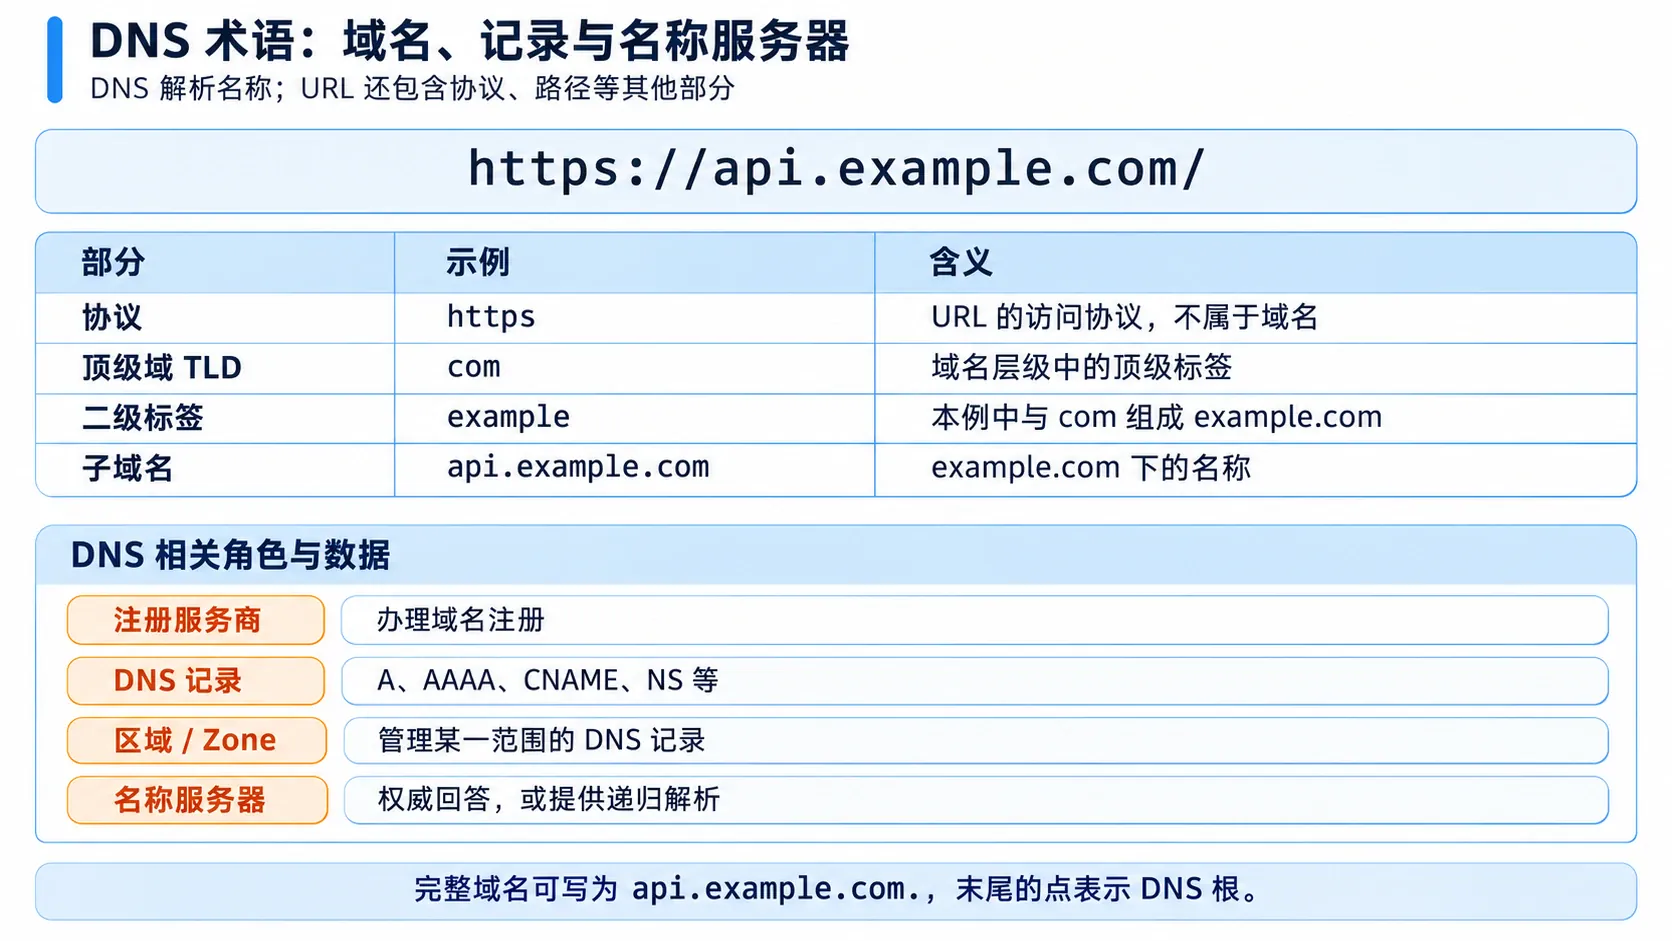 DNS 术语：域名、记录与名称服务器
DNS 解析名称；URL 还包含协议、路径等其他部分
https://api.example.com/
部分 示例 含义
协议 https URL 的访问协议，不属于域名
顶级域 TLD com 域名层级中的顶级标签
二级标签 example 本例中与 com 组成 example.com
子域名 api.example.com example.com 下的名称
DNS 相关角色与数据
注册服务商 办理域名注册
DNS 记录 A、AAAA、CNAME、NS 等
区域 / Zone 管理某一范围的 DNS 记录
名称服务器 权威回答，或提供递归解析
完整域名可写为 api.example.com.，末尾的点表示 DNS 根。